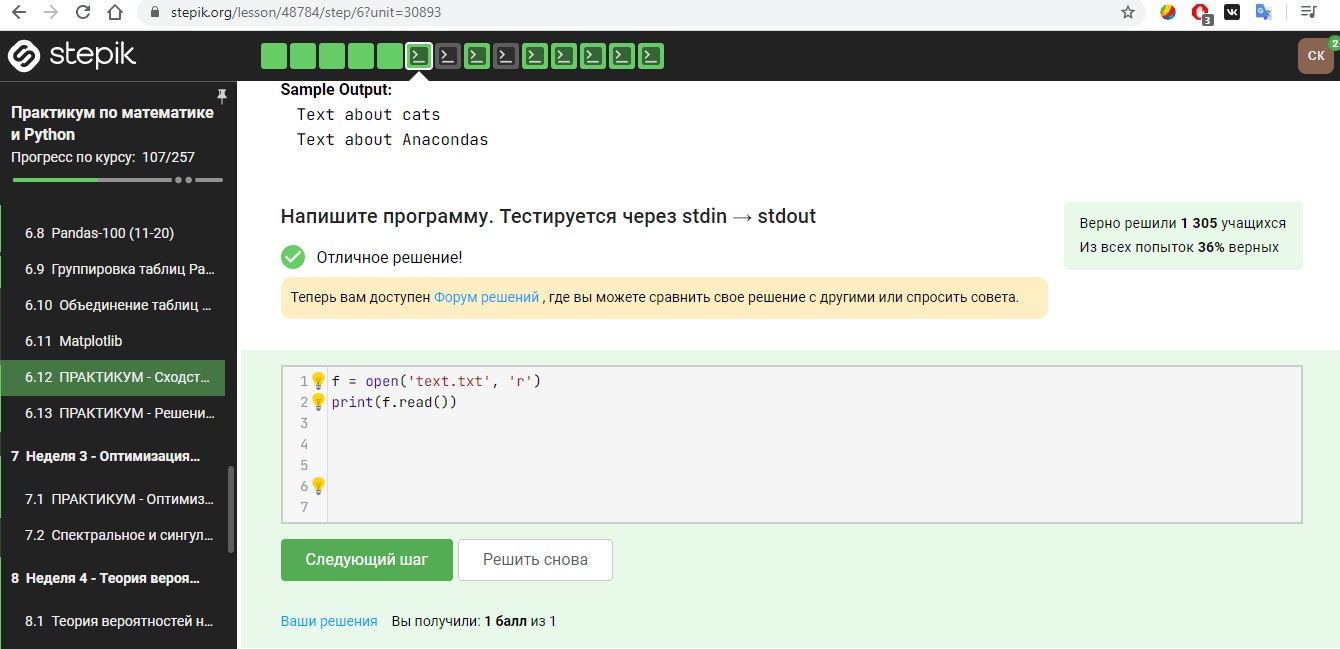 stepik.org/lesson/48784/step/6?unit=30893
3
stepik
СК
2
Практикум по математике
и Python
Прогресс по курсу: 107/257
6.8 Pandas-100 (11-20)
6.9 Группировка таблиц Pa...
6.10 Объединение таблиц ...
6.11 Matplotlib
6.12 ПРАКТИКУМ - Сходст...
6.13 ПРАКТИКУМ - Решени...
7 Неделя 3 - Оптимизация...
7.1 ПРАКТИКУМ - Оптимиз...
7.2 Спектральное и сингул...
8 Неделя 4 - Теория вероя...
8.1 Теория вероятностей н...
Sample Output:
Text about cats
Text about Anacondas
Напишите программу. Тестируется через stdin → stdout
Верно решили 1 305 учащихся
Из всех попыток 36% верных
Отличное решение!
Теперь вам доступен Форум решений , где вы можете сравнить свое решение с другими или спросить совета.
1 f = open('text.txt', 'r')
2 print(f.read())
3
4
5
6
7
Следующий шаг
Решить снова
Ваши решения Вы получили: 1 балл из 1